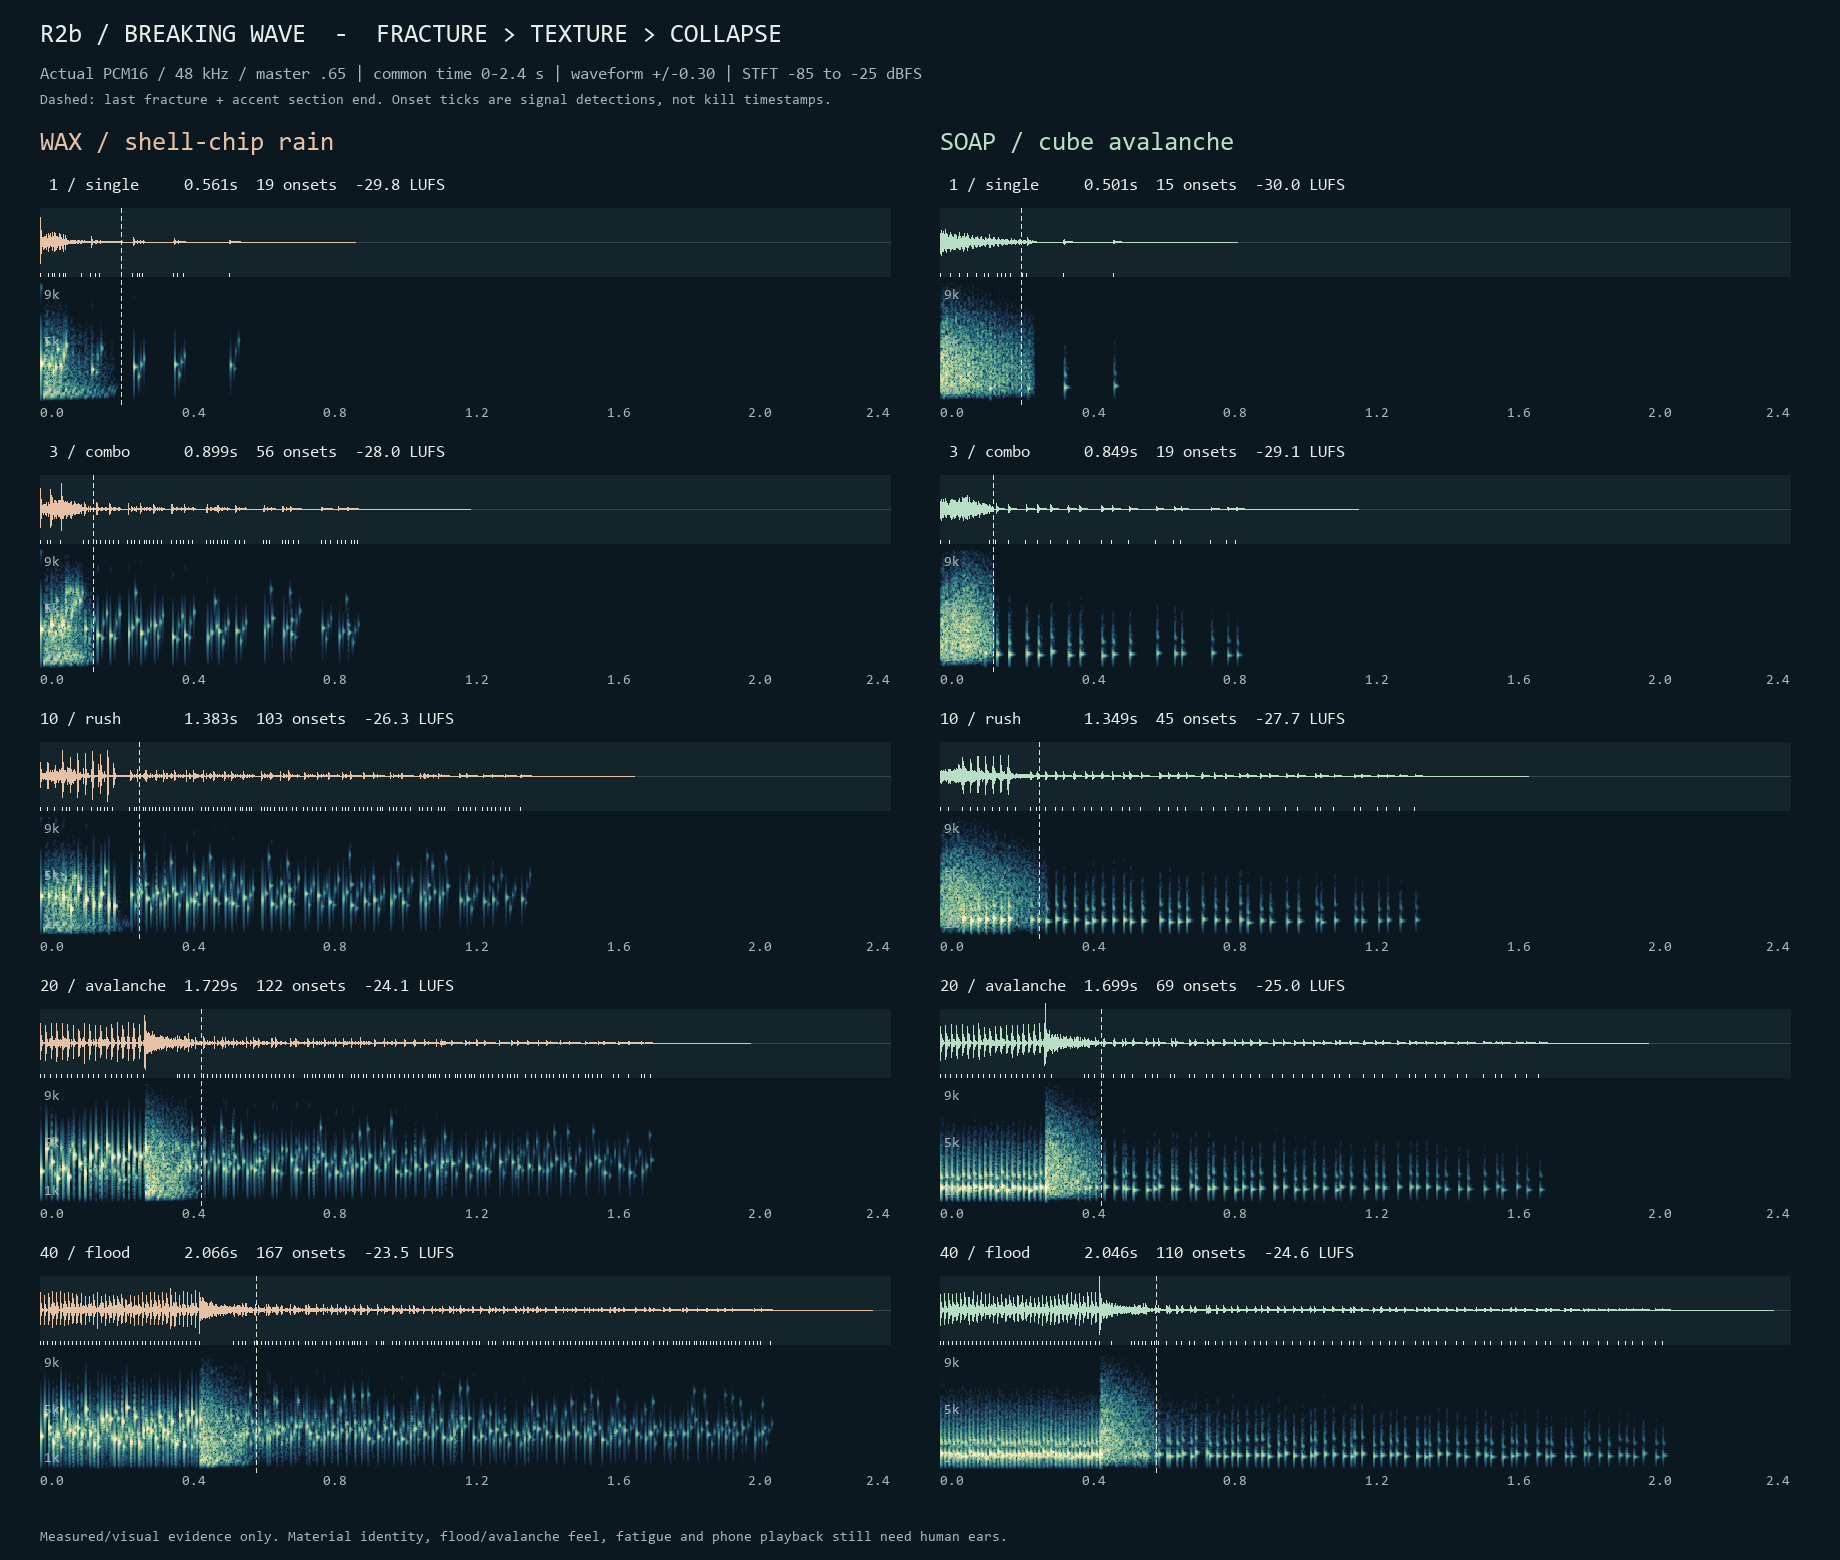 R2b / BREAKING WAVE - FRACTURE > TEXTURE > COLLAPSE
Actual PCM16 / 48 kHz / master .65 | common time 0-2.4 s | waveform +/-0.30 | STFT -85 to -25 dBFS
Dashed: last fracture + accent section end. Onset ticks are signal detections, not kill timestamps.
WAX / shell-chip rain
1 / single 0.561s 19 onsets -29.8 LUFS
9k
5k
0.0 0.4 0.8 1.2 1.6 2.0 2.4
3 / combo 0.899s 56 onsets -28.0 LUFS
9k
5k
0.0 0.4 0.8 1.2 1.6 2.0 2.4
10 / rush 1.383s 103 onsets -26.3 LUFS
9k
5k
0.0 0.4 0.8 1.2 1.6 2.0 2.4
20 / avalanche 1.729s 122 onsets -24.1 LUFS
9k
5k
1k
0.0 0.4 0.8 1.2 1.6 2.0 2.4
40 / flood 2.066s 167 onsets -23.5 LUFS
9k
5k
1k
0.0 0.4 0.8 1.2 1.6 2.0 2.4
SOAP / cube avalanche
1 / single 0.501s 15 onsets -30.0 LUFS
9k
0.0 0.4 0.8 1.2 1.6 2.0 2.4
3 / combo 0.849s 19 onsets -29.1 LUFS
9k
0.0 0.4 0.8 1.2 1.6 2.0 2.4
10 / rush 1.349s 45 onsets -27.7 LUFS
9k
0.0 0.4 0.8 1.2 1.6 2.0 2.4
20 / avalanche 1.699s 69 onsets -25.0 LUFS
9k
5k
0.0 0.4 0.8 1.2 1.6 2.0 2.4
40 / flood 2.046s 110 onsets -24.6 LUFS
9k
5k
0.0 0.4 0.8 1.2 1.6 2.0 2.4
Measured/visual evidence only. Material identity, flood/avalanche feel, fatigue and phone playback still need human ears.